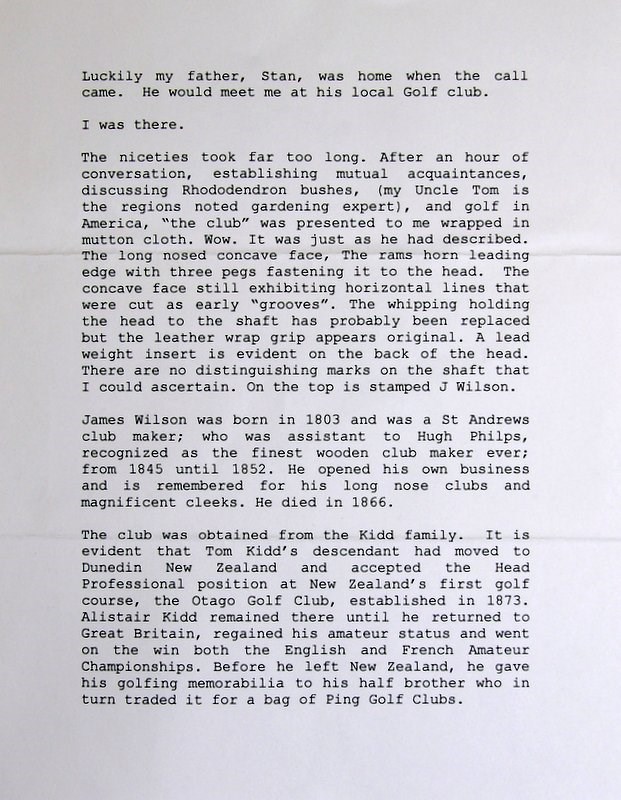 Luckily my father, Stan, was home when the call
came. He would meet me at his local Golf club.
I was there.
The niceties took far too long. After an hour of
conversation, establishing mutual acquaintances,
discussing Rhododendron bushes, (my Uncle Tom is
the regions noted gardening expert), and golf in
America, “the club” was presented to me wrapped in
mutton cloth. Wow. It was just as he had described.
The long nosed concave face, The rams horn leading
edge with three pegs fastening it to the head. The
concave face still exhibiting horizontal lines that
were cut as early “grooves”. The whipping holding
the head to the shaft has probably been replaced
but the leather wrap grip appears original. A lead
weight insert is evident on the back of the head.
There are no distinguishing marks on the shaft that
I could ascertain. On the top is stamped J Wilson.
James Wilson was born in 1803 and was a St Andrews
club maker; who was assistant to Hugh Philps,
recognized as the finest wooden club maker ever;
from 1845 until 1852. He opened his own business
and is remembered for his long nose clubs and
magnificent cleeks. He died in 1866.
The club was obtained from the Kidd family. It is
evident that Tom Kidd’s descendant had moved to
Dunedin New Zealand and accepted the Head
Professional position at New Zealand’s first golf
course, the Otago Golf Club, established in 1873.
Alistair Kidd remained there until he returned to
Great Britain, regained his amateur status and went
on the win both the English and French Amateur
Championships. Before he left New Zealand, he gave
his golfing memorabilia to his half brother who in
turn traded it for a bag of Ping Golf Clubs.